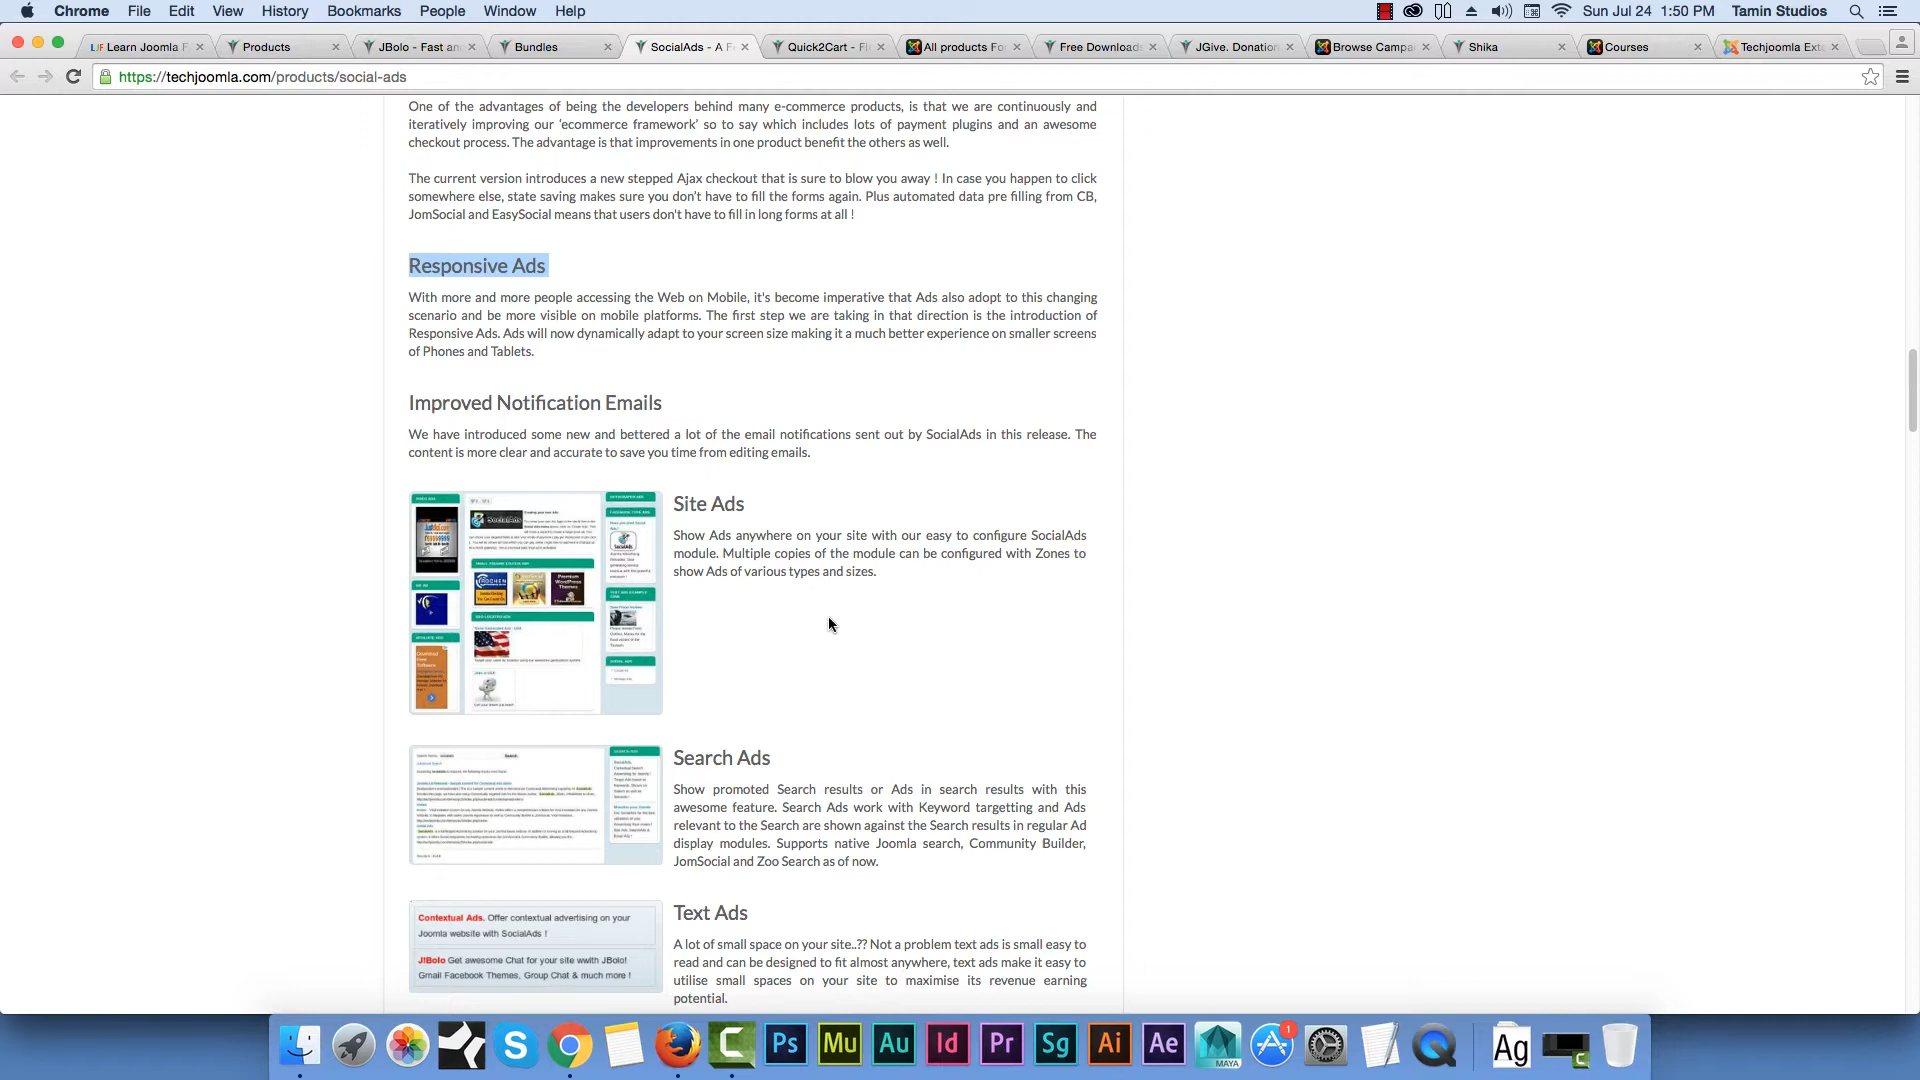 Chrome File Edit View History Bookmarks People Window Help
Sun Jul 24 1:50 PM Tamin Studios
Learn Joomla F
Products
JBolo - Fast an
Bundles
SocialAds - A F
Quick2Cart - Fl
All products Fo
Free Downloads
JGive. Donation
Browse Campa
Shika
Courses
Techjoomla Ext
https://techjoomla.com/products/social-ads
One of the advantages of being the developers behind many e-commerce products, is that we are continuously and
iteratively improving our ‘ecommerce framework’ so to say which includes lots of payment plugins and an awesome
checkout process. The advantage is that improvements in one product benefit the others as well.
The current version introduces a new stepped Ajax checkout that is sure to blow you away ! In case you happen to click
somewhere else, state saving makes sure you don’t have to fill the forms again. Plus automated data pre filling from CB,
JomSocial and EasySocial means that users don't have to fill in long forms at all !
Responsive Ads
With more and more people accessing the Web on Mobile, it's become imperative that Ads also adopt to this changing
scenario and be more visible on mobile platforms. The first step we are taking in that direction is the introduction of
Responsive Ads. Ads will now dynamically adapt to your screen size making it a much better experience on smaller screens
of Phones and Tablets.
Improved Notification Emails
We have introduced some new and bettered a lot of the email notifications sent out by SocialAds in this release. The
content is more clear and accurate to save you time from editing emails.
Site Ads
Show Ads anywhere on your site with our easy to configure SocialAds
module. Multiple copies of the module can be configured with Zones to
show Ads of various types and sizes.
Search Ads
Show promoted Search results or Ads in search results with this
awesome feature. Search Ads work with Keyword targetting and Ads
relevant to the Search are shown against the Search results in regular Ad
display modules. Supports native Joomla search, Community Builder,
JomSocial and Zoo Search as of now.
Contextual Ads. Offer contextual advertising on your
Joomla website with SocialAds !
J!Bolo Get awesome Chat for your site wwith JBolo!
Gmail Facebook Themes, Group Chat & much more !
Text Ads
A lot of small space on your site..?? Not a problem text ads is small easy to
read and can be designed to fit almost anywhere, text ads make it easy to
utilise small spaces on your site to maximise its revenue earning
potential.
Ps Mu Au Id Pr Sg Ai Ae MAYA 1 Ag